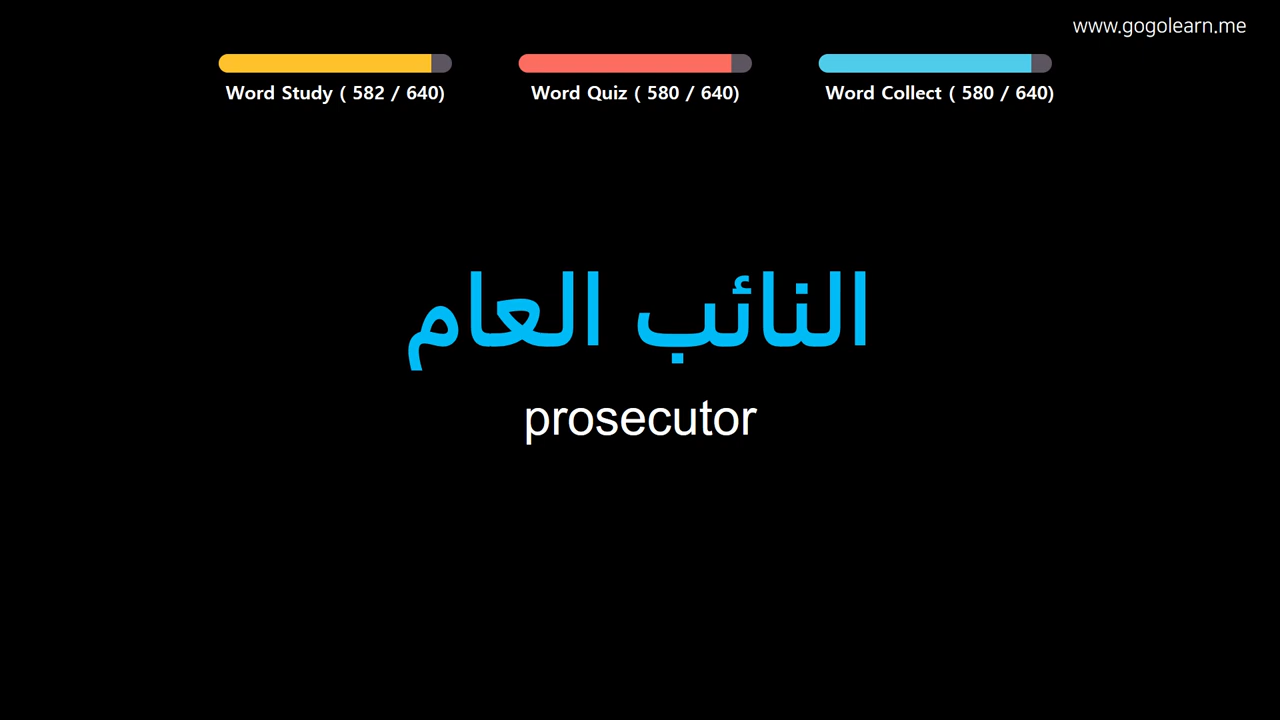 www.gogolearn.me
Word Study ( 582 / 640)
Word Quiz ( 580 / 640)
Word Collect ( 580 / 640)
النائب العام
prosecutor